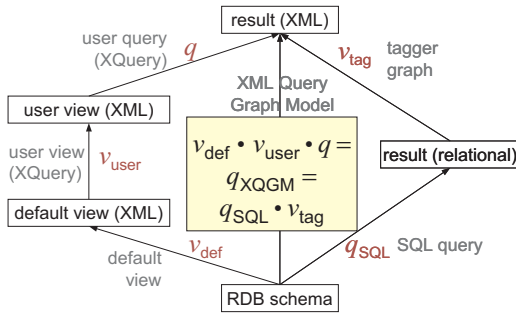 result (XML)
user query
(XQuery)
q
v_tag
tagger
graph
XML Query
Graph Model
user view (XML)
v_def • v_user • q =
q_XQGM =
q_SQL • v_tag
result (relational)
user view
(XQuery)
v_user
default view (XML)
default
view
v_def
q_SQL SQL query
RDB schema